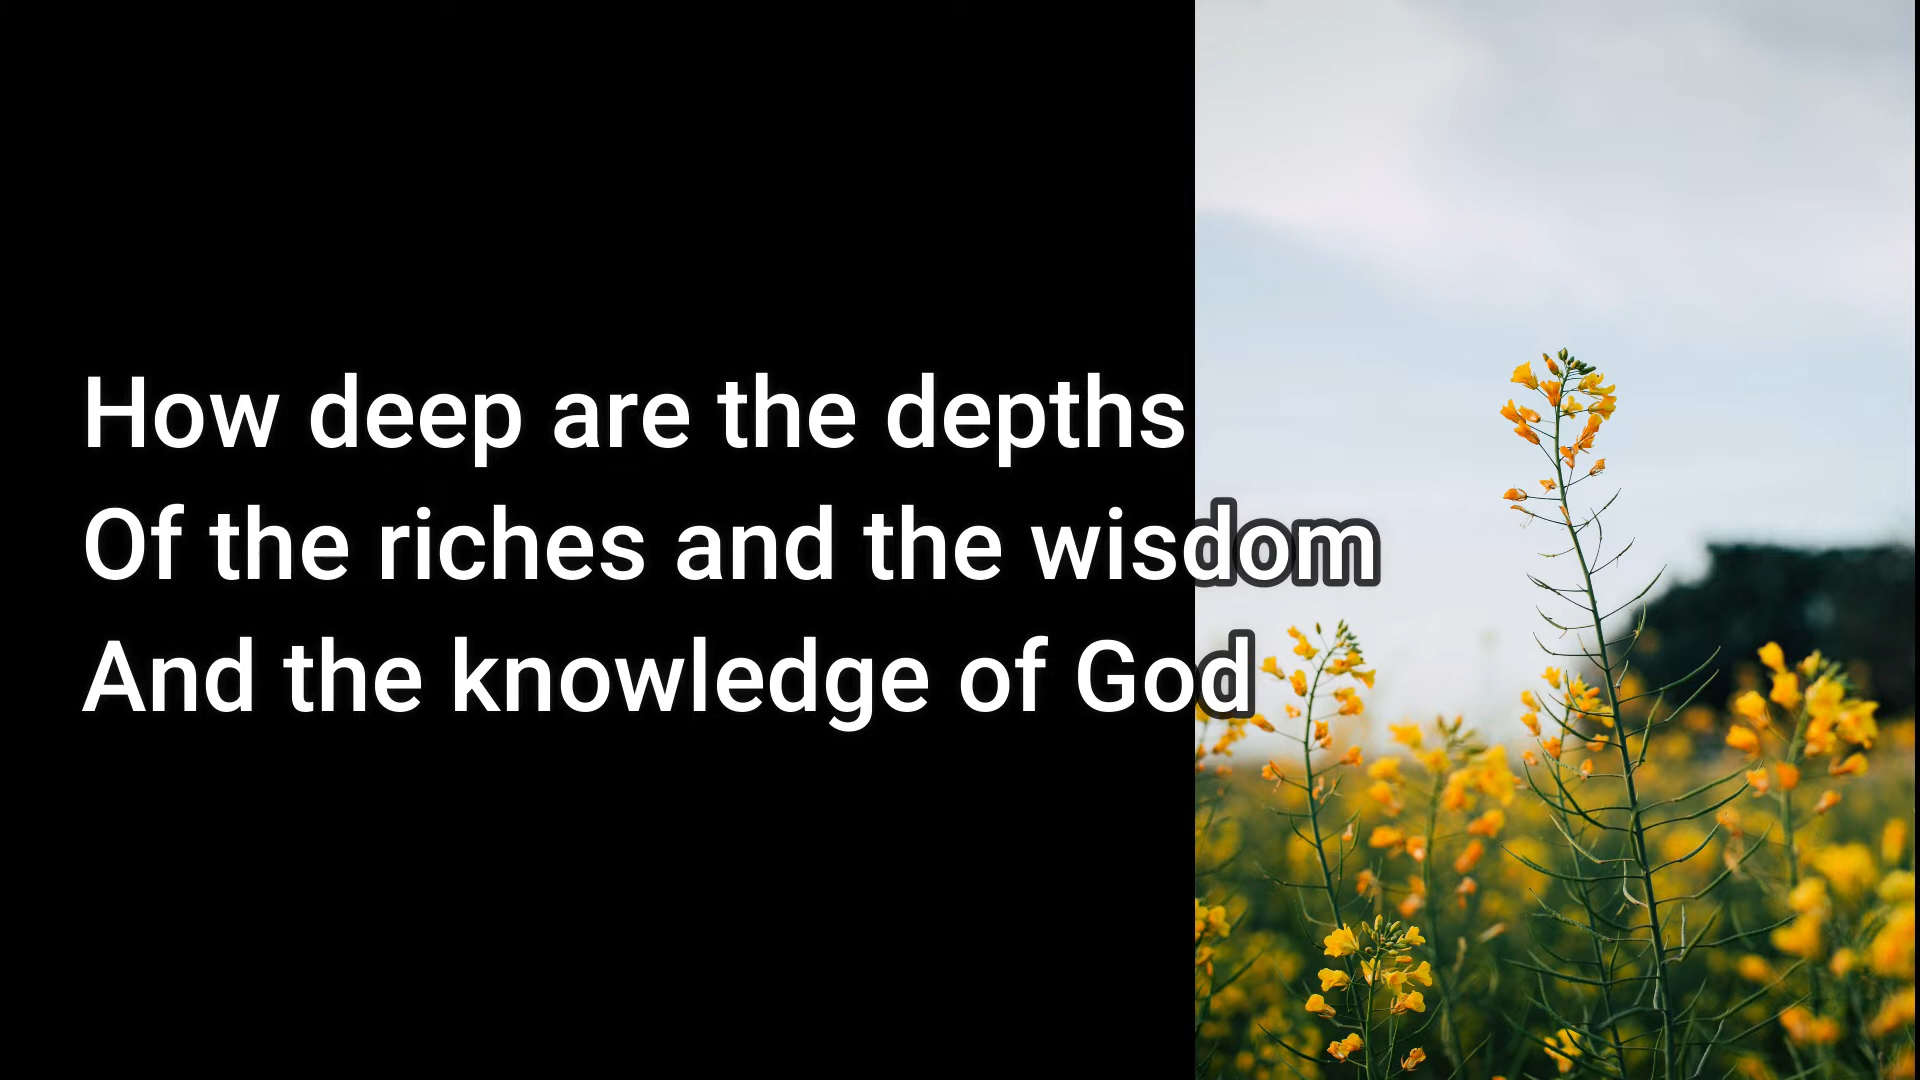 How deep are the depths
Of the riches and the wisdom
And the knowledge of God